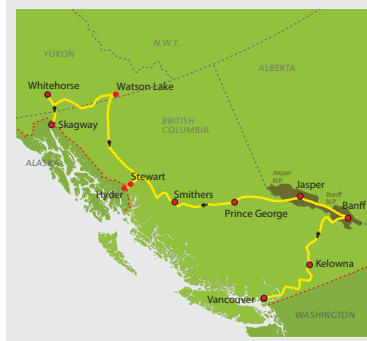 N.W.T.
YUKON
ALBERTA
Whitehorse
Watson Lake
BRITISH
COLUMBIA
Skagway
ALASKA
Stewart
Hyder
Jasper
N.P.
Jasper
Banff
N.P.
Banff
Smithers
Prince George
Kelowna
Vancouver
WASHINGTON